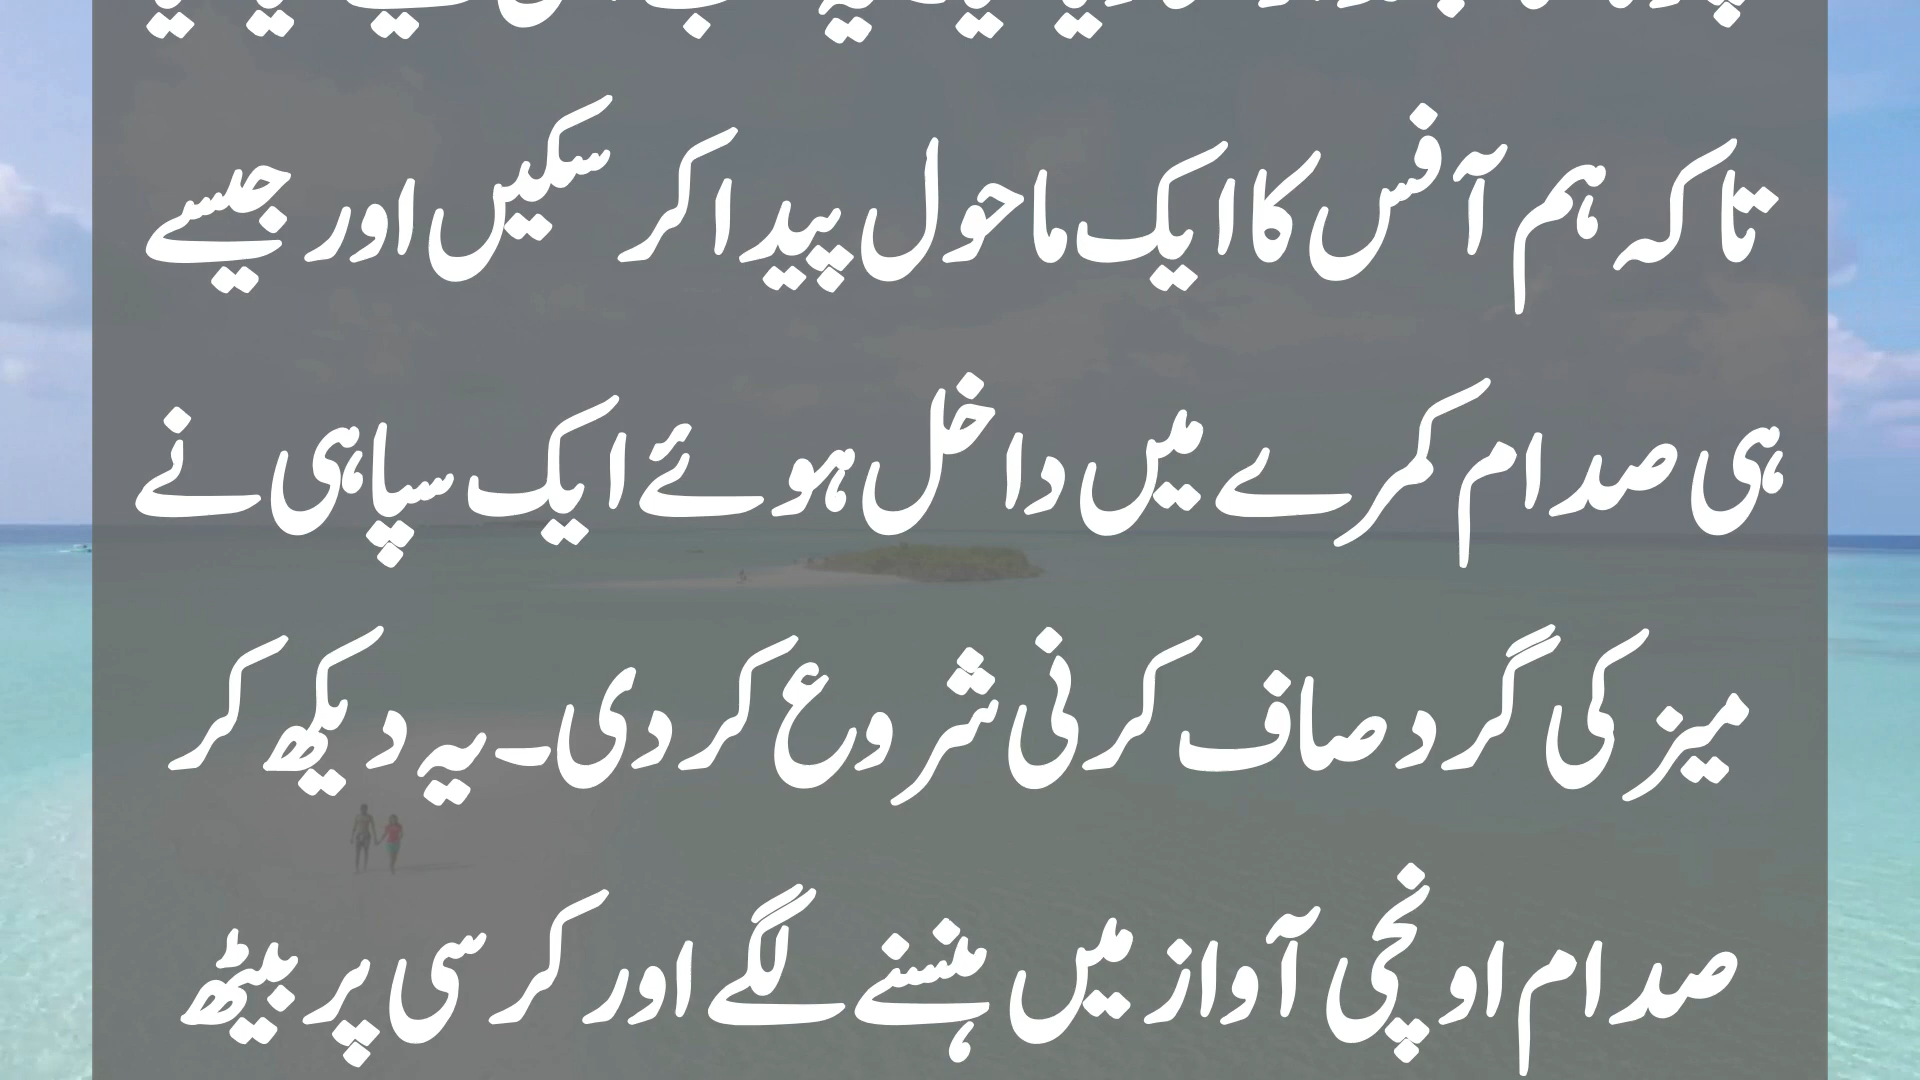 تاکہ ہم آفس کا ایک ماحول پیدا کر سکیں اور جیسے
ہی صدام کمرے میں داخل ہوئے ایک سپاہی نے
میز کی گرد صاف کرنی شروع کر دی۔ یہ دیکھ کر
صدام اونچی آواز میں ہنسنے لگے اور کرسی پر بیٹھ